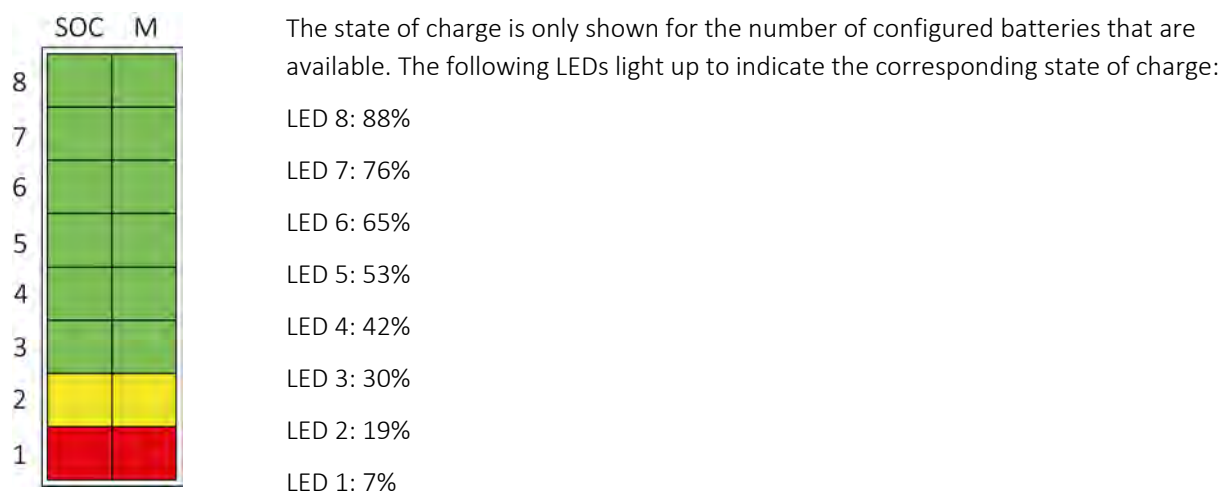 SOC M
8
7
6
5
4
3
2
1
The state of charge is only shown for the number of configured batteries that are
available. The following LEDs light up to indicate the corresponding state of charge:
LED 8: 88%
LED 7: 76%
LED 6: 65%
LED 5: 53%
LED 4: 42%
LED 3: 30%
LED 2: 19%
LED 1: 7%